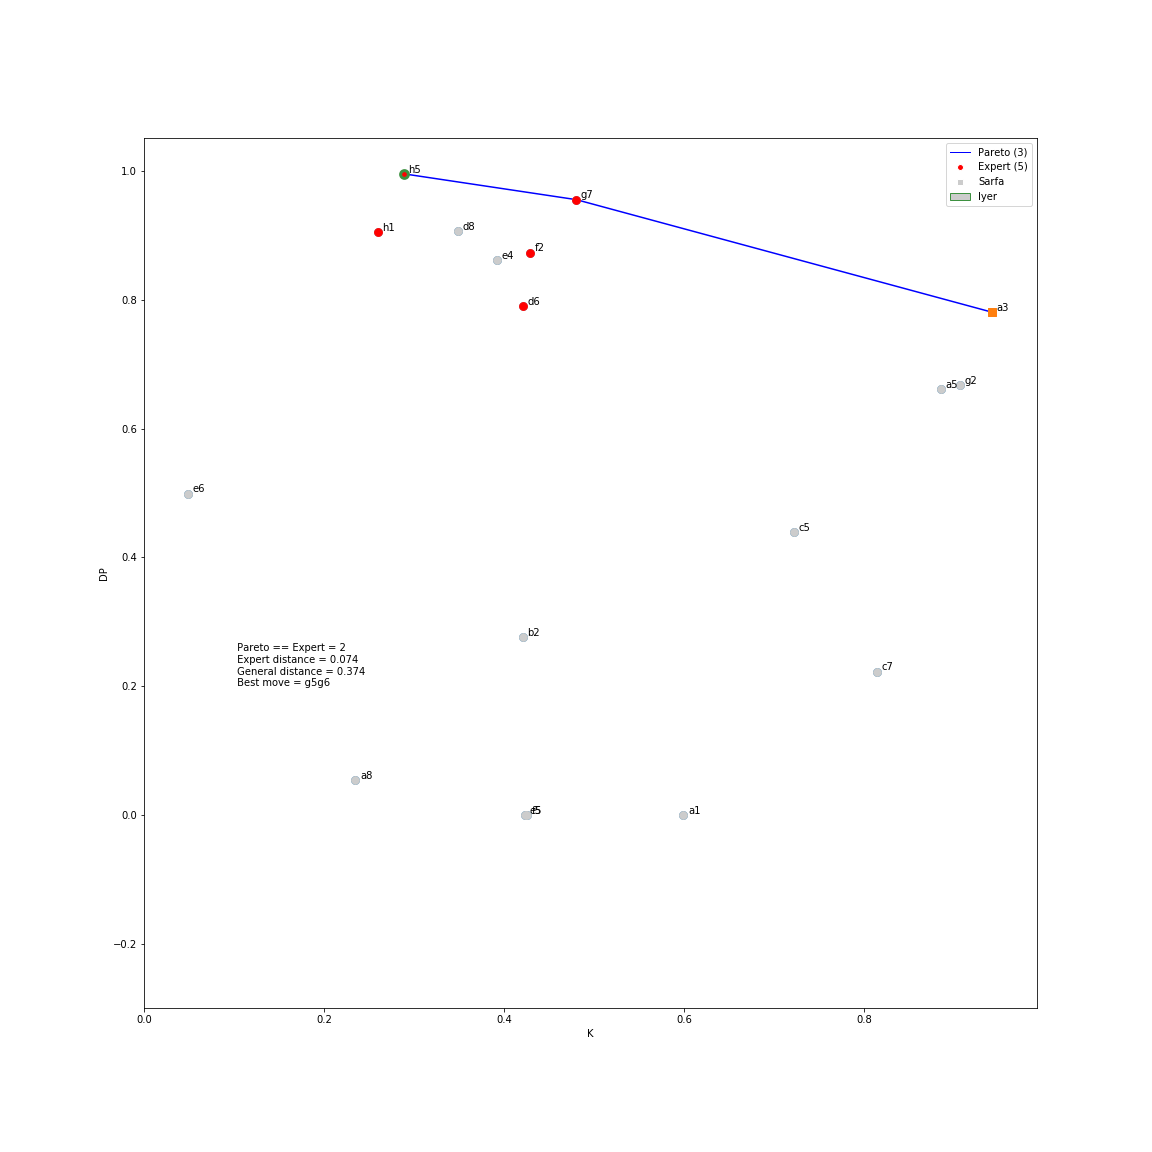 Pareto (3)
Expert (5)
Sarfa
Iyer
1.0
0.8
0.6
0.4
0.2
0.0
−0.2
DP
h5
g7
h1
d8
f2
e4
d6
a3
a5
g2
e6
c5
b2
c7
Pareto == Expert = 2
Expert distance = 0.074
General distance = 0.374
Best move = g5g6
a8
a1
0.0
0.2
0.4
0.6
0.8
K